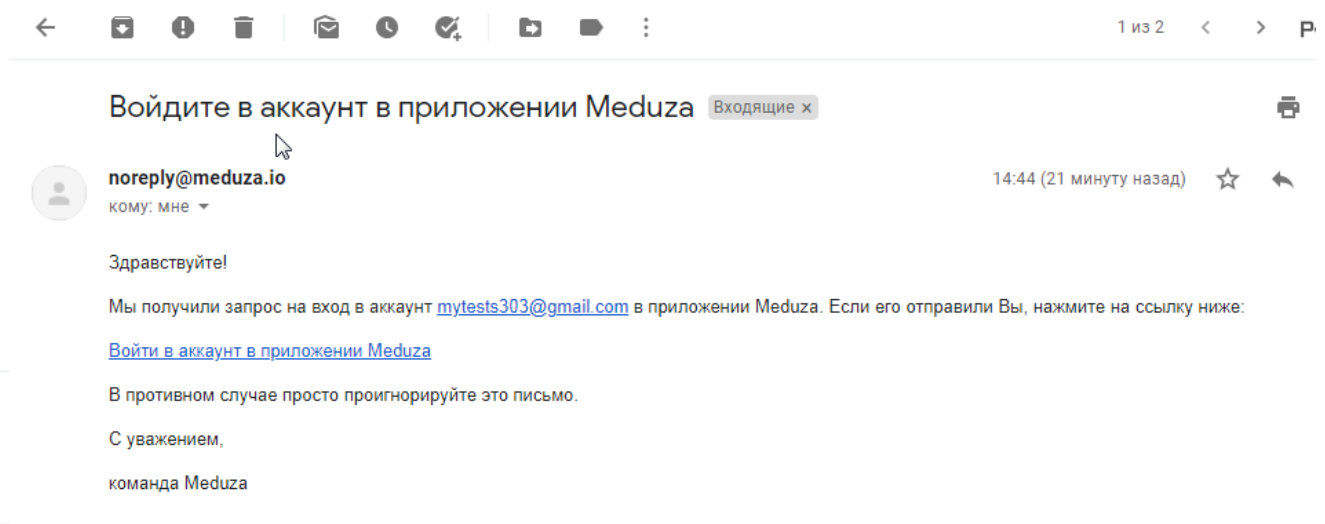 1 из 2
Войдите в аккаунт в приложении Meduza Входящие x
noreply@meduza.io 14:44 (21 минуту назад)
кому: мне
Здравствуйте!
Мы получили запрос на вход в аккаунт mytests303@gmail.com в приложении Meduza. Если его отправили Вы, нажмите на ссылку ниже:
Войти в аккаунт в приложении Meduza
В противном случае просто проигнорируйте это письмо.
С уважением,
команда Meduza